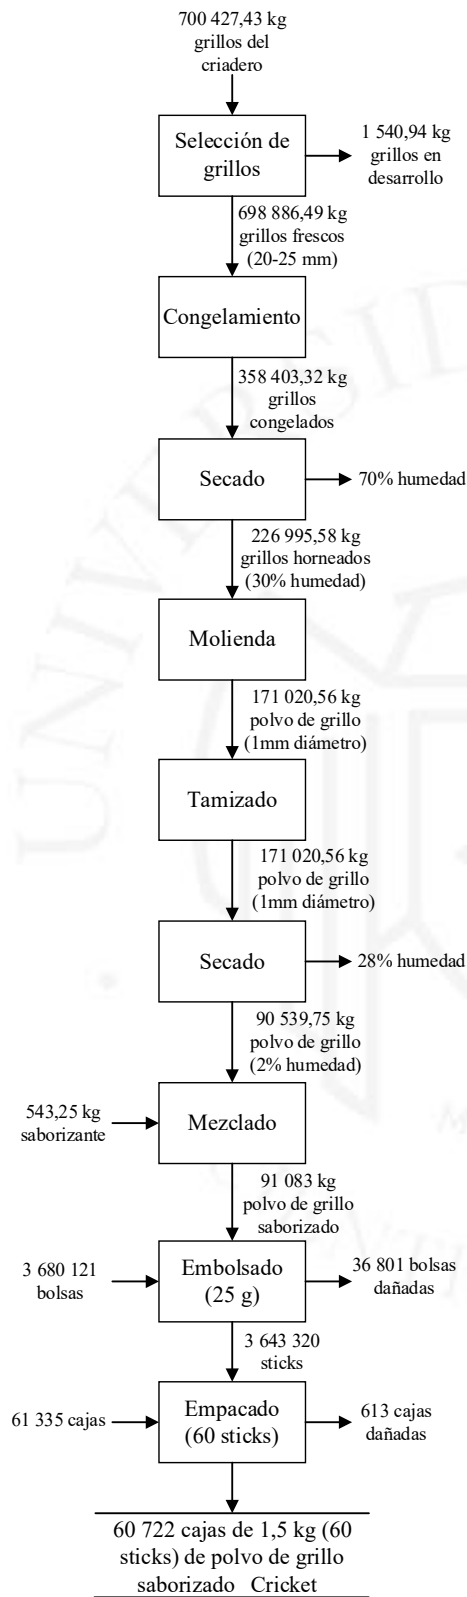 700 427,43 kg
grillos del
criadero
Selección de
grillos
1 540,94 kg
grillos en
desarrollo
698 886,49 kg
grillos frescos
(20-25 mm)
Congelamiento
358 403,32 kg
grillos
congelados
Secado
70% humedad
226 995,58 kg
grillos horneados
(30% humedad)
Molienda
171 020,56 kg
polvo de grillo
(1mm diámetro)
Tamizado
171 020,56 kg
polvo de grillo
(1mm diámetro)
Secado
28% humedad
90 539,75 kg
polvo de grillo
(2% humedad)
543,25 kg
saborizante
Mezclado
91 083 kg
polvo de grillo
saborizado
3 680 121
bolsas
Embolsado
(25 g)
36 801 bolsas
dañadas
3 643 320
sticks
61 335 cajas
Empacado
(60 sticks)
613 cajas
dañadas
60 722 cajas de 1,5 kg (60
sticks) de polvo de grillo
saborizado Cricket